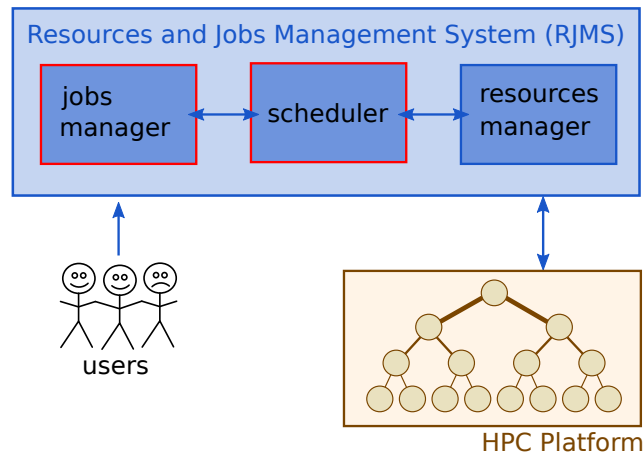 Resources and Jobs Management System (RJMS)
jobs
manager
scheduler
resources
manager
users
HPC Platform